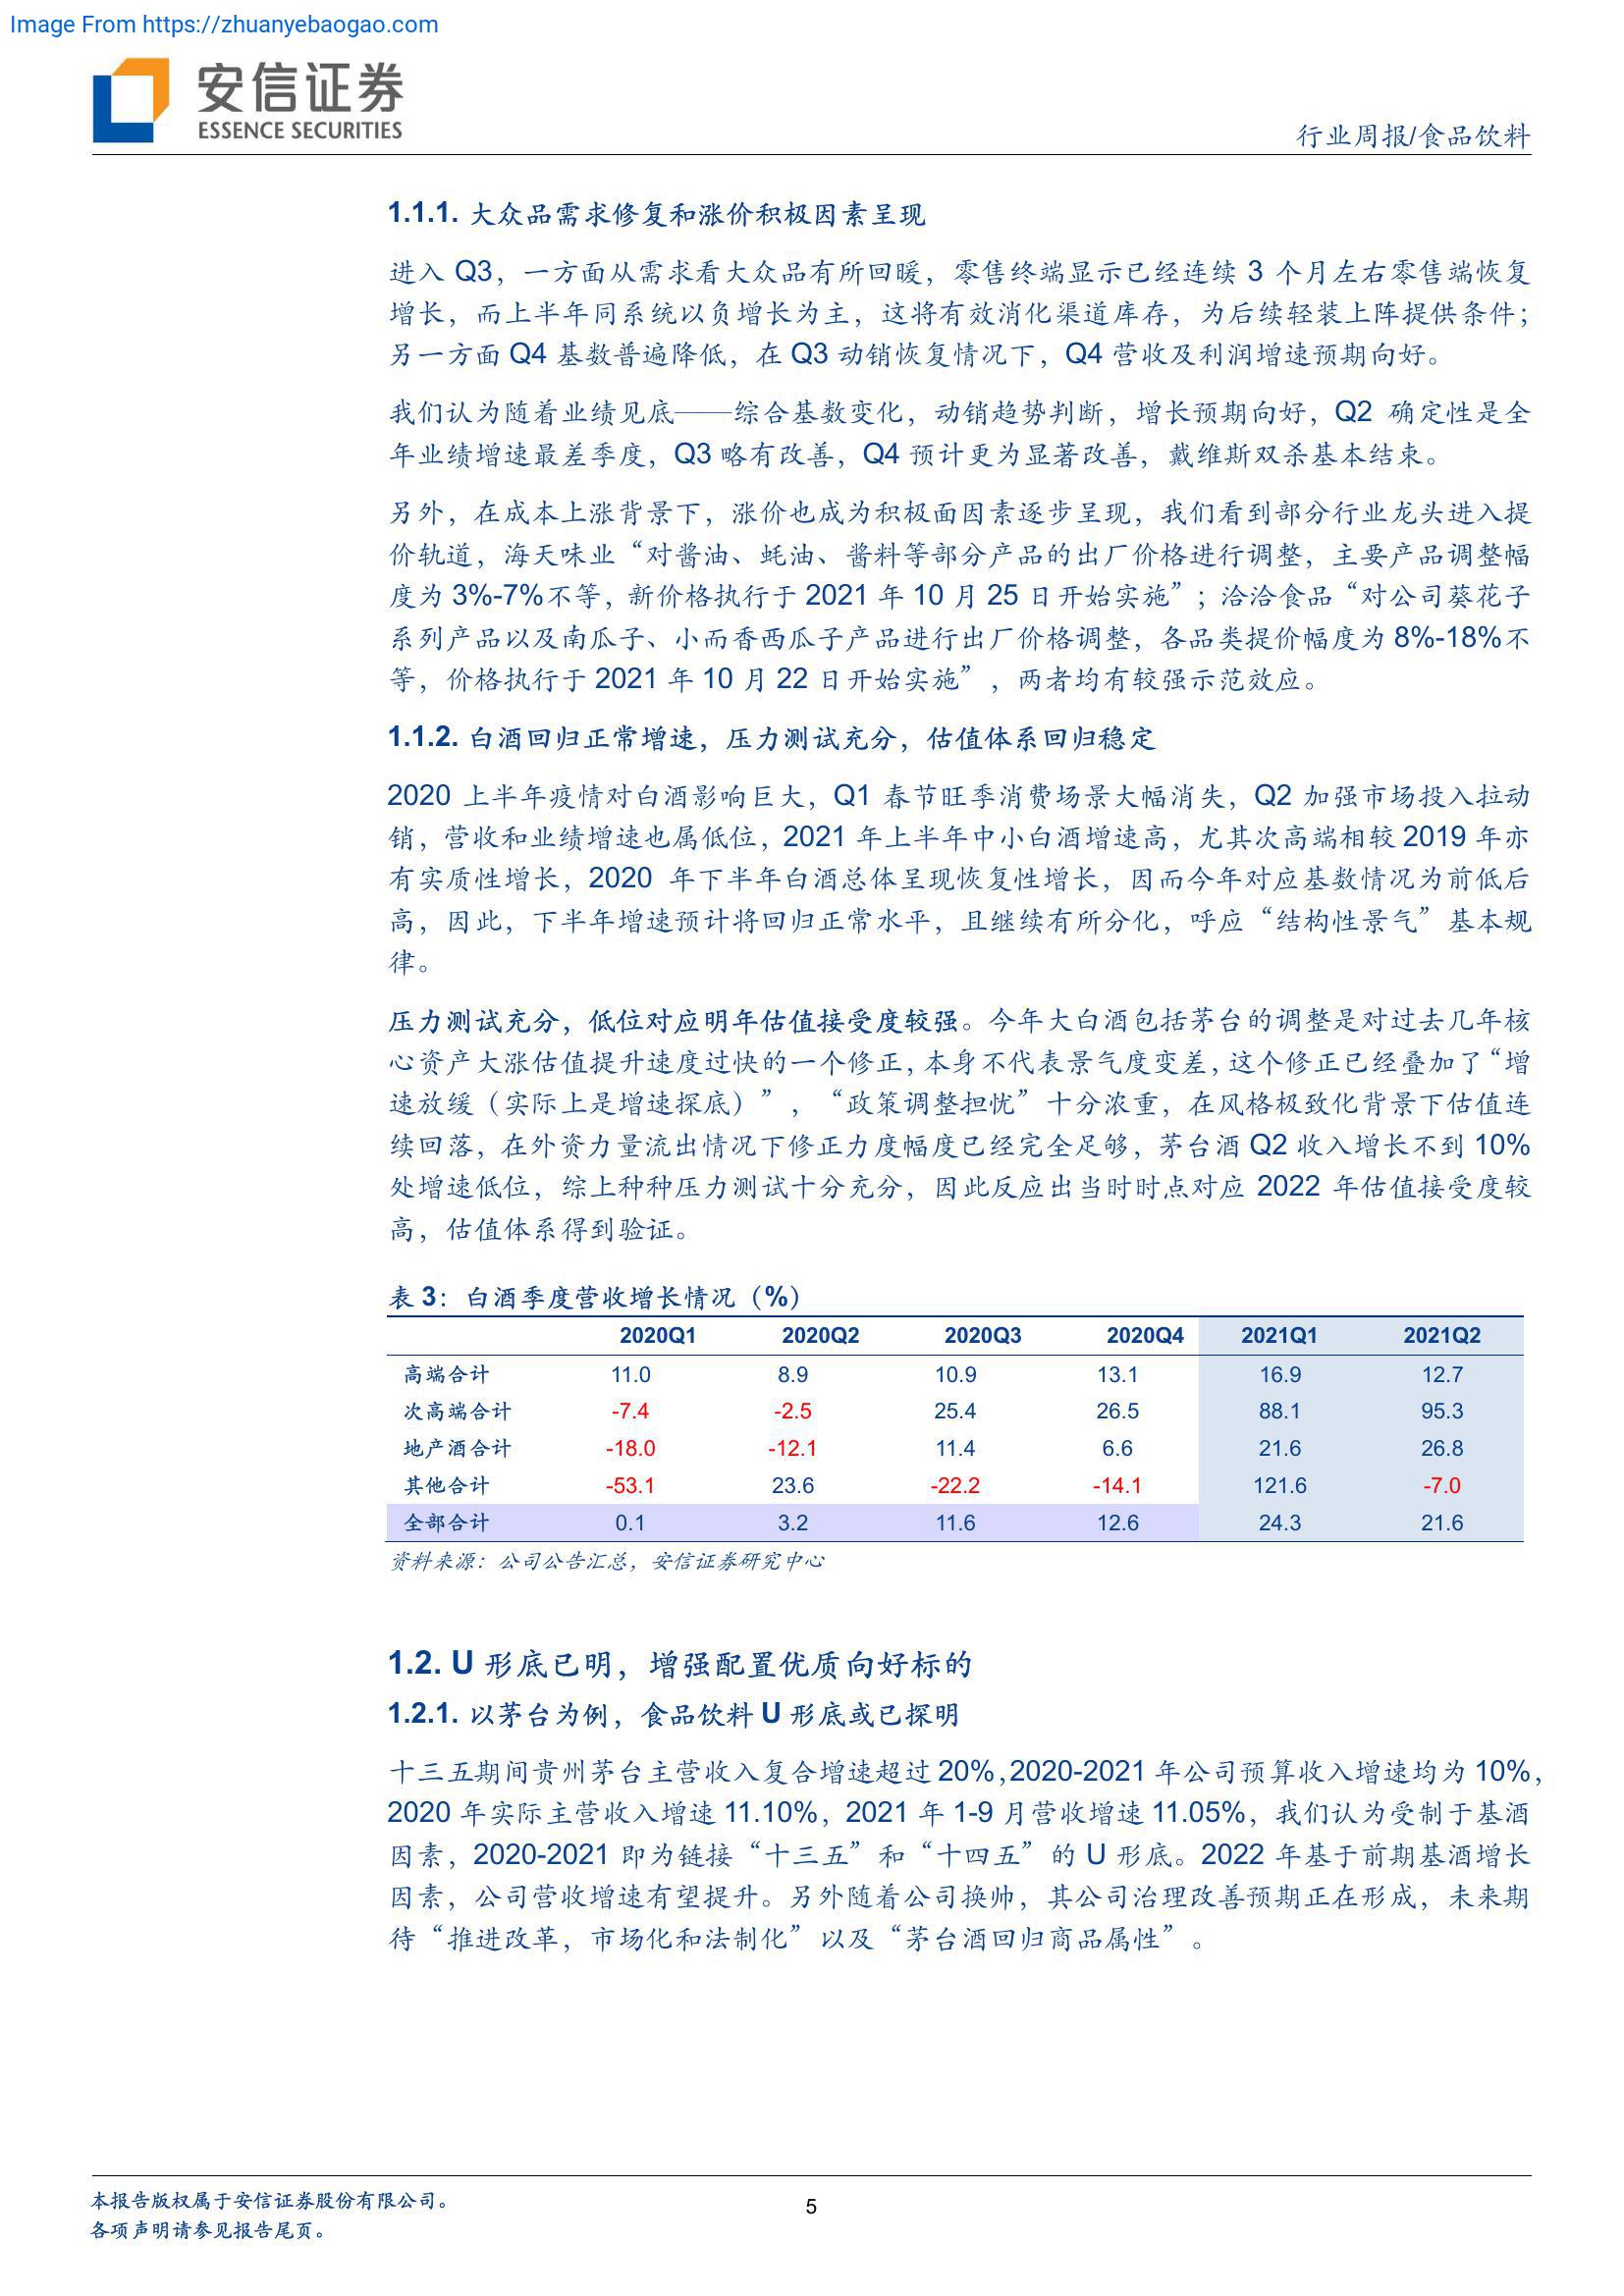 Image From https://zhuanyebaogao.com
安信证券
ESSENCE SECURITIES
行业周报/食品饮料
1.1.1. 大众品需求修复和涨价积极因素呈现
进入 Q3，一方面从需求看大众品有所回暖，零售终端显示已经连续 3 个月左右零售端恢复
增长，而上半年同系统以负增长为主，这将有效消化渠道库存，为后续轻装上阵提供条件；
另一方面 Q4 基数普遍降低，在 Q3 动销恢复情况下，Q4 营收及利润增速预期向好。
我们认为随着业绩见底——综合基数变化，动销趋势判断，增长预期向好，Q2 确定性是全
年业绩增速最差季度，Q3 略有改善，Q4 预计更为显著改善，戴维斯双杀基本结束。
另外，在成本上涨背景下，涨价也成为积极面因素逐步呈现，我们看到部分行业龙头进入提
价轨道，海天味业“对酱油、蚝油、酱料等部分产品的出厂价格进行调整，主要产品调整幅
度为 3%-7%不等，新价格执行于 2021 年 10 月 25 日开始实施”；洽洽食品“对公司葵花子
系列产品以及南瓜子、小而香西瓜子产品进行出厂价格调整，各品类提价幅度为 8%-18%不
等，价格执行于 2021 年 10 月 22 日开始实施”，两者均有较强示范效应。
1.1.2. 白酒回归正常增速，压力测试充分，估值体系回归稳定
2020 上半年疫情对白酒影响巨大，Q1 春节旺季消费场景大幅消失，Q2 加强市场投入拉动
销，营收和业绩增速也属低位，2021 年上半年中小白酒增速高，尤其次高端相较 2019 年亦
有实质性增长，2020 年下半年白酒总体呈现恢复性增长，因而今年对应基数情况为前低后
高，因此，下半年增速预计将回归正常水平，且继续有所分化，呼应“结构性景气”基本规
律。
压力测试充分，低位对应明年估值接受度较强。今年大白酒包括茅台的调整是对过去几年核
心资产大涨估值提升速度过快的一个修正，本身不代表景气度变差，这个修正已经叠加了“增
速放缓（实际上是增速探底）”，“政策调整担忧”十分浓重，在风格极致化背景下估值连
续回落，在外资力量流出情况下修正力度幅度已经完全足够，茅台酒 Q2 收入增长不到 10%
处增速低位，综上种种压力测试十分充分，因此反应出当时时点对应 2022 年估值接受度较
高，估值体系得到验证。
表 3：白酒季度营收增长情况（%）
2020Q1 2020Q2 2020Q3 2020Q4 2021Q1 2021Q2
高端合计 11.0 8.9 10.9 13.1 16.9 12.7
次高端合计 -7.4 -2.5 25.4 26.5 88.1 95.3
地产酒合计 -18.0 -12.1 11.4 6.6 21.6 26.8
其他合计 -53.1 23.6 -22.2 -14.1 121.6 -7.0
全部合计 0.1 3.2 11.6 12.6 24.3 21.6
资料来源：公司公告汇总，安信证券研究中心
1.2. U 形底已明，增强配置优质向好标的
1.2.1. 以茅台为例，食品饮料 U 形底或已探明
十三五期间贵州茅台主营收入复合增速超过 20%，2020-2021 年公司预算收入增速均为 10%，
2020 年实际主营收入增速 11.10%，2021 年 1-9 月营收增速 11.05%，我们认为受制于基酒
因素，2020-2021 即为链接“十三五”和“十四五”的 U 形底。2022 年基于前期基酒增长
因素，公司营收增速有望提升。另外随着公司换帅，其公司治理改善预期正在形成，未来期
待“推进改革，市场化和法制化”以及“茅台酒回归商品属性”。
本报告版权属于安信证券股份有限公司。
5
各项声明请参见报告尾页。